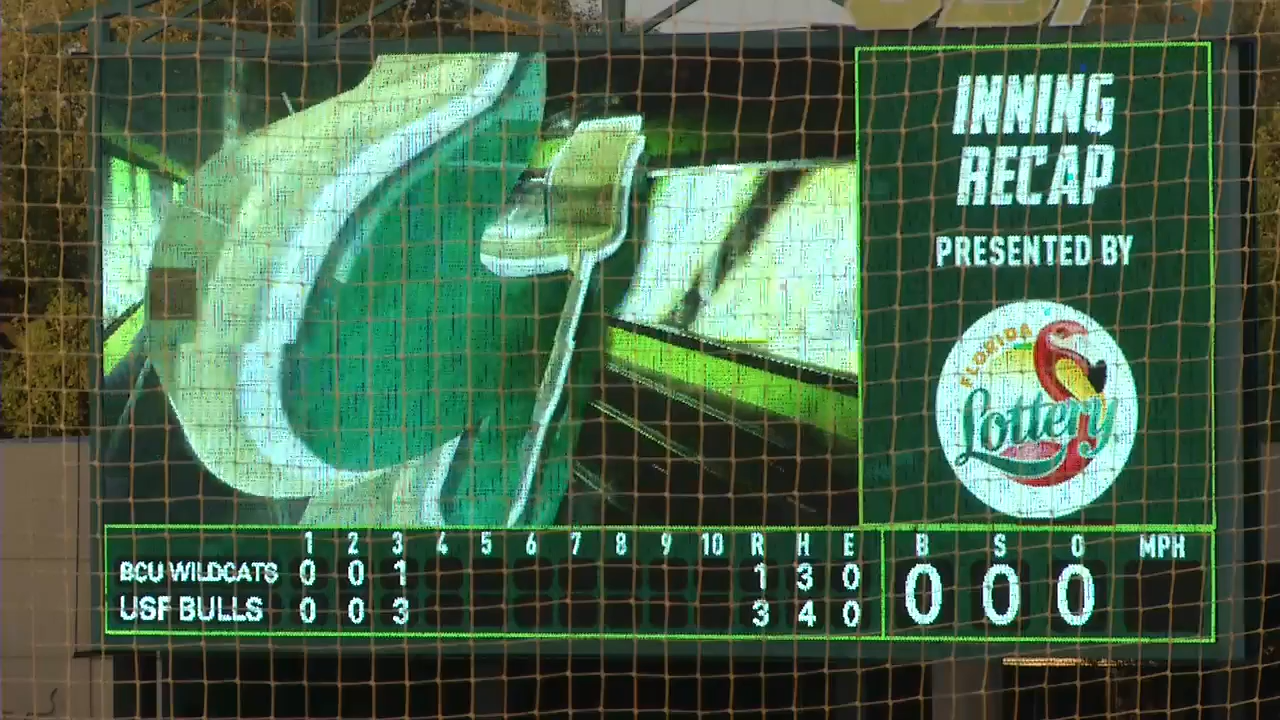 INNING
RECAP
PRESENTED BY
FLORIDA
Lottery
1 2 3 4 5 6 7 8 9 10 R H E B S O MPH
BCU WILDCATS 0 0 1 1 3 0 0 0 0
USF BULLS 0 0 3 3 4 0